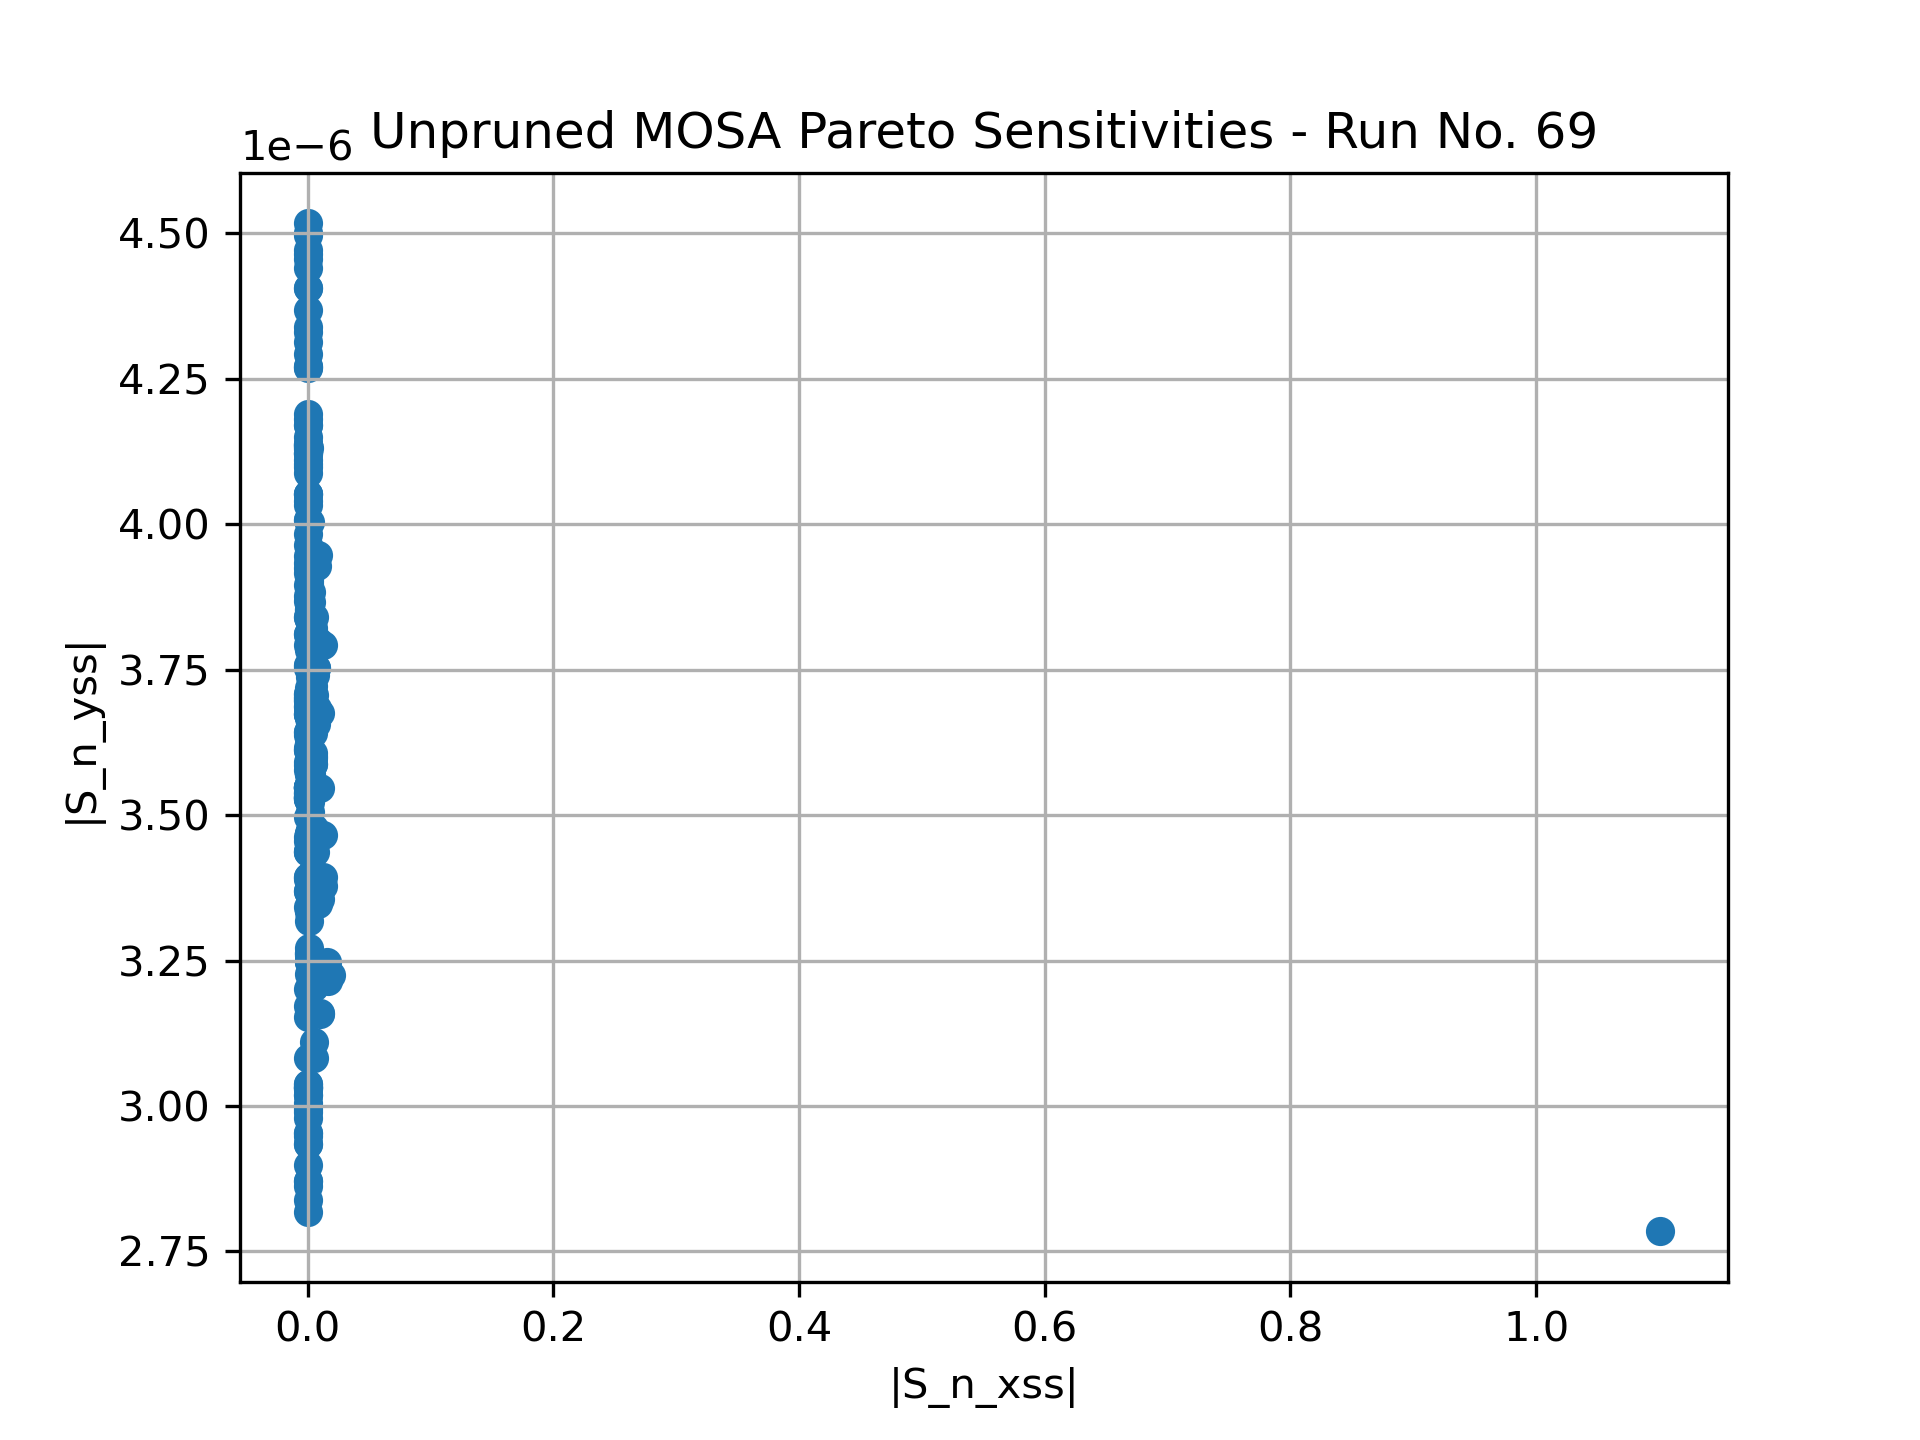 Unpruned MOSA Pareto Sensitivities - Run No. 69
1e−6
4.50
4.25
4.00
3.75
3.50
3.25
3.00
2.75
|S_n_yss|
0.0 0.2 0.4 0.6 0.8 1.0
|S_n_xss|